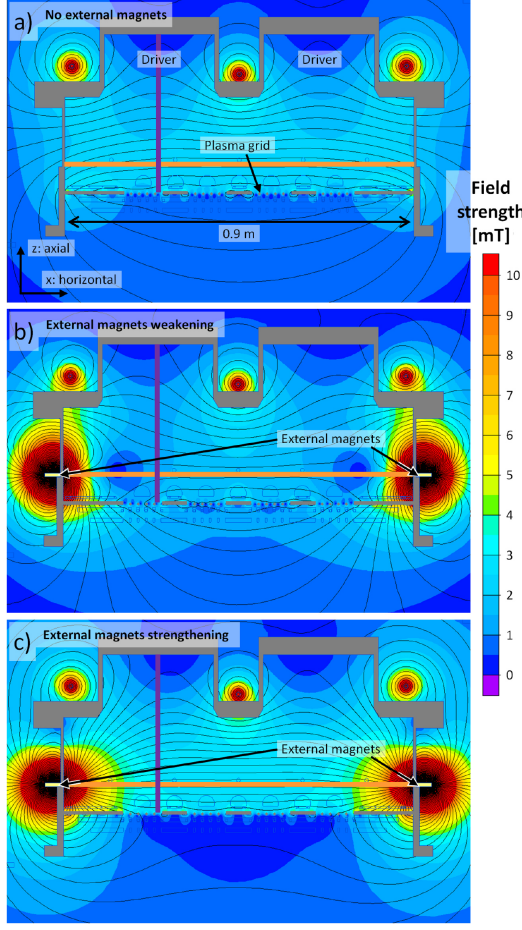 a) No external magnets
Driver
Driver
Plasma grid
0.9 m
z: axial
x: horizontal
Field
strength
[mT]
10
9
8
7
6
5
4
3
2
1
0
b) External magnets weakening
External magnets
c) External magnets strengthening
External magnets